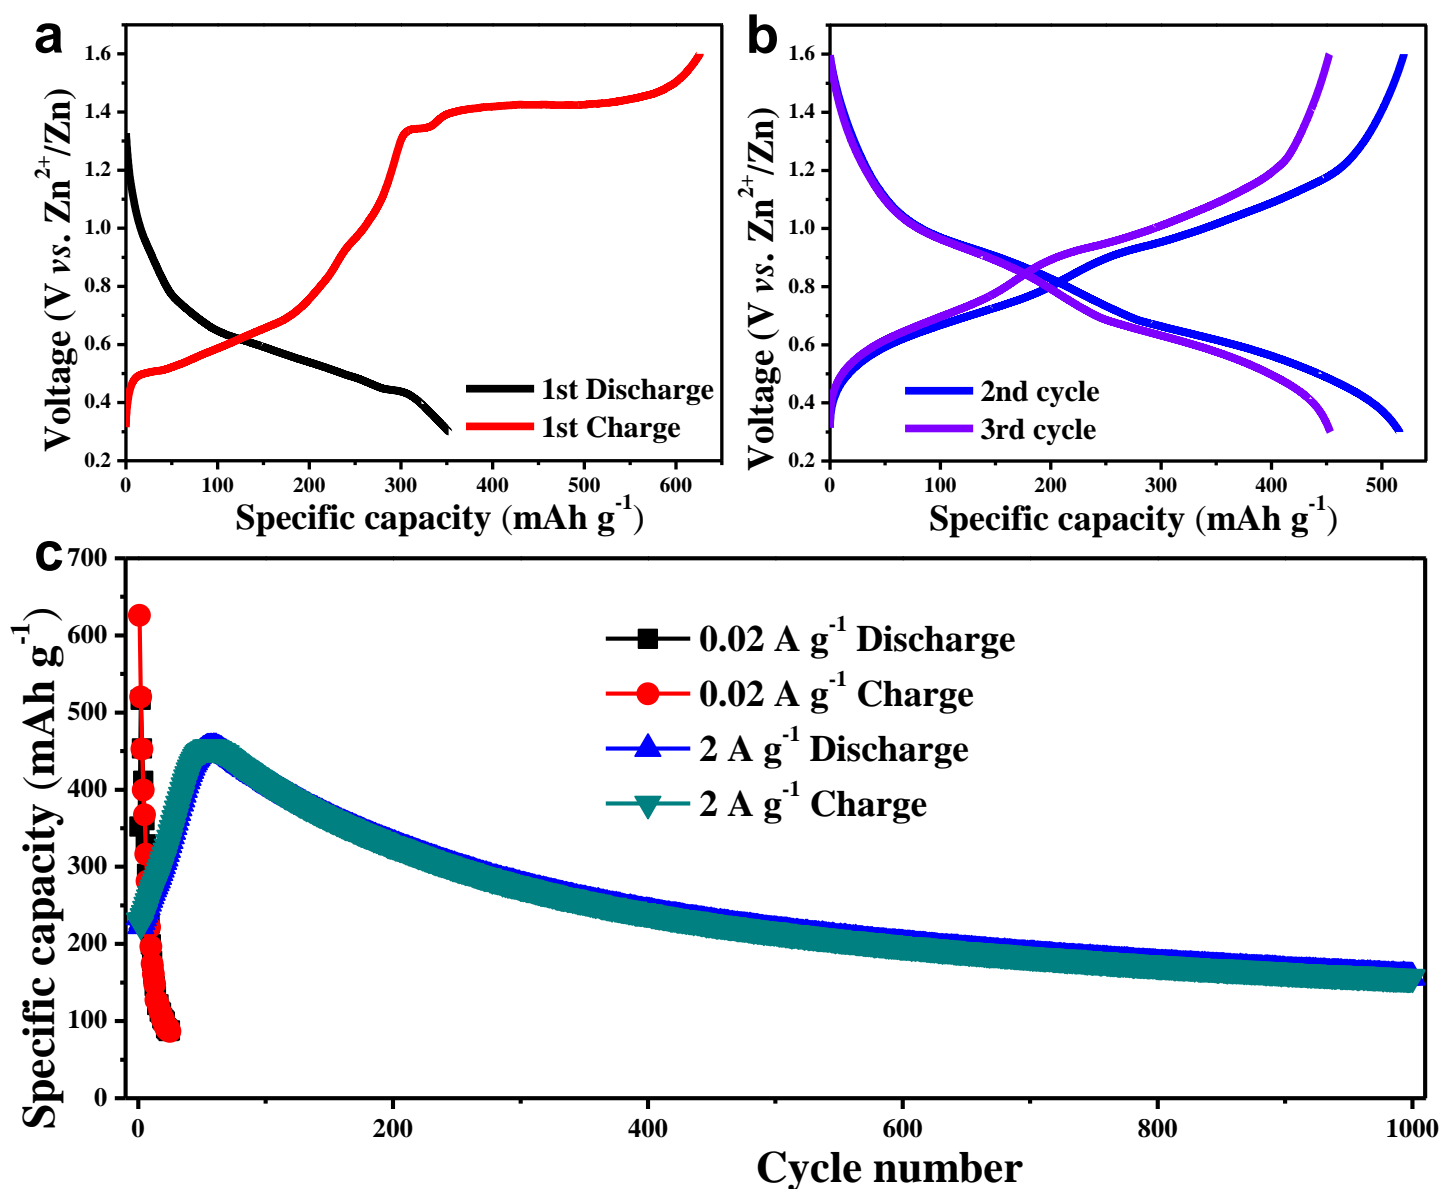 a
1.6
1.4
1.2
1.0
0.8
0.6
0.4
0.2
Voltage (V vs. Zn²⁺/Zn)
1st Discharge
1st Charge
0 100 200 300 400 500 600
Specific capacity (mAh g⁻¹)
b
1.6
1.4
1.2
1.0
0.8
0.6
0.4
0.2
Voltage (V vs. Zn²⁺/Zn)
2nd cycle
3rd cycle
0 100 200 300 400 500
Specific capacity (mAh g⁻¹)
c
700
600
500
400
300
200
100
0
Specific capacity (mAh g⁻¹)
0.02 A g⁻¹ Discharge
0.02 A g⁻¹ Charge
2 A g⁻¹ Discharge
2 A g⁻¹ Charge
0 200 400 600 800 1000
Cycle number